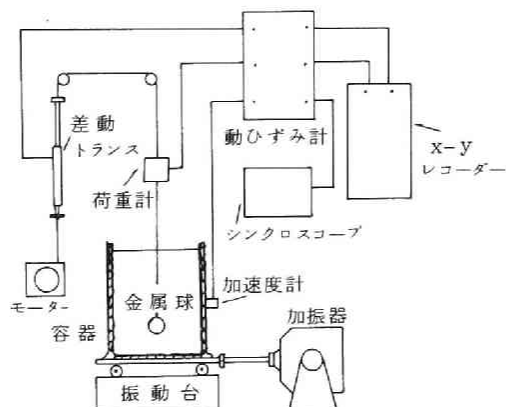 差動
トランス
荷重計
動ひずみ計
x-y
レコーダー
シンクロスコープ
モーター
容器
金属球
加速度計
加振器
振動台